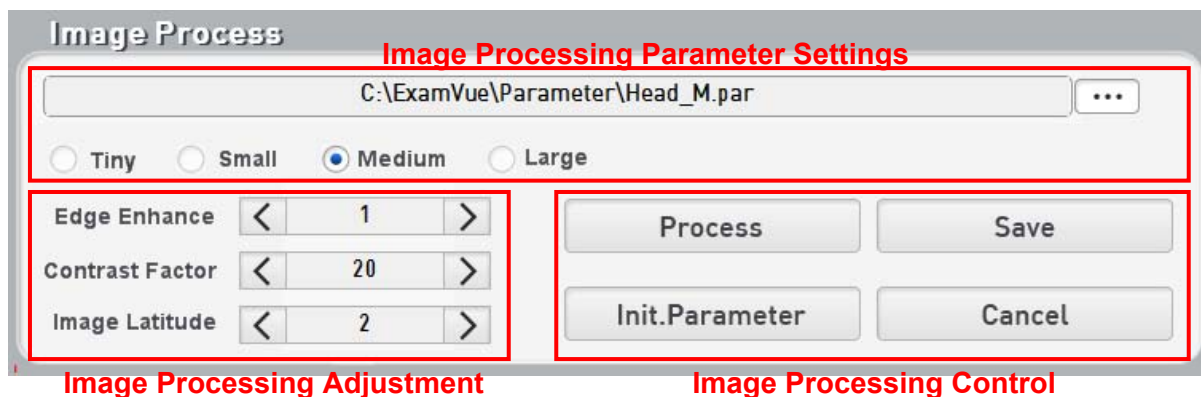 Image Process
Image Processing Parameter Settings
C:\ExamVue\Parameter\Head_M.par ...
Tiny Small Medium Large
Edge Enhance < 1 > Process Save
Contrast Factor < 20 >
Image Latitude < 2 > Init.Parameter Cancel
Image Processing Adjustment Image Processing Control